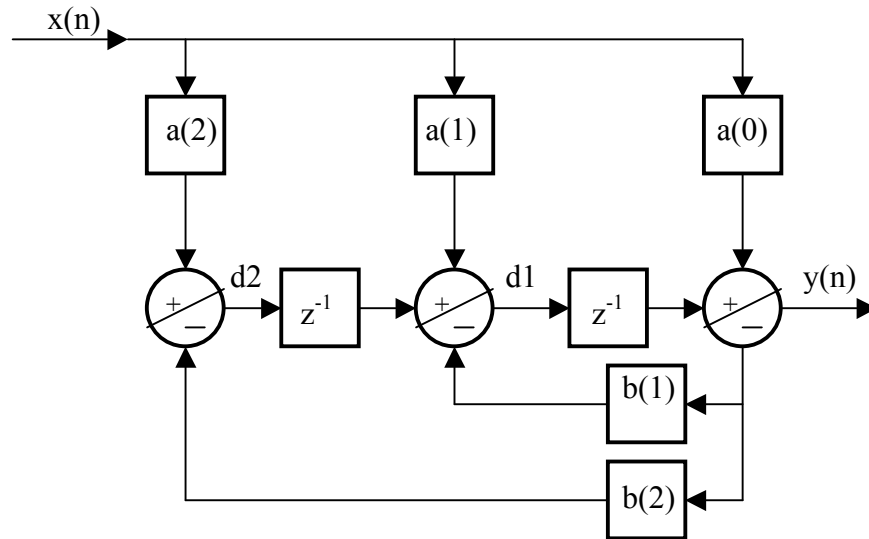 x(n)
a(2)
a(1)
a(0)
d2
d1
y(n)
+
−
z⁻¹
+
−
z⁻¹
+
−
b(1)
b(2)